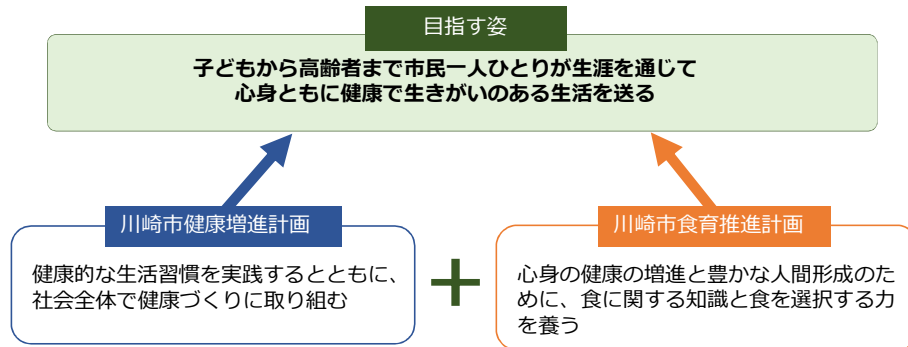 目指す姿
子どもから高齢者まで市民一人ひとりが生涯を通じて
心身ともに健康で生きがいのある生活を送る
川崎市健康増進計画
健康的な生活習慣を実践するとともに、
社会全体で健康づくりに取り組む
川崎市食育推進計画
心身の健康の増進と豊かな人間形成のた
めに、食に関する知識と食を選択する力
を養う